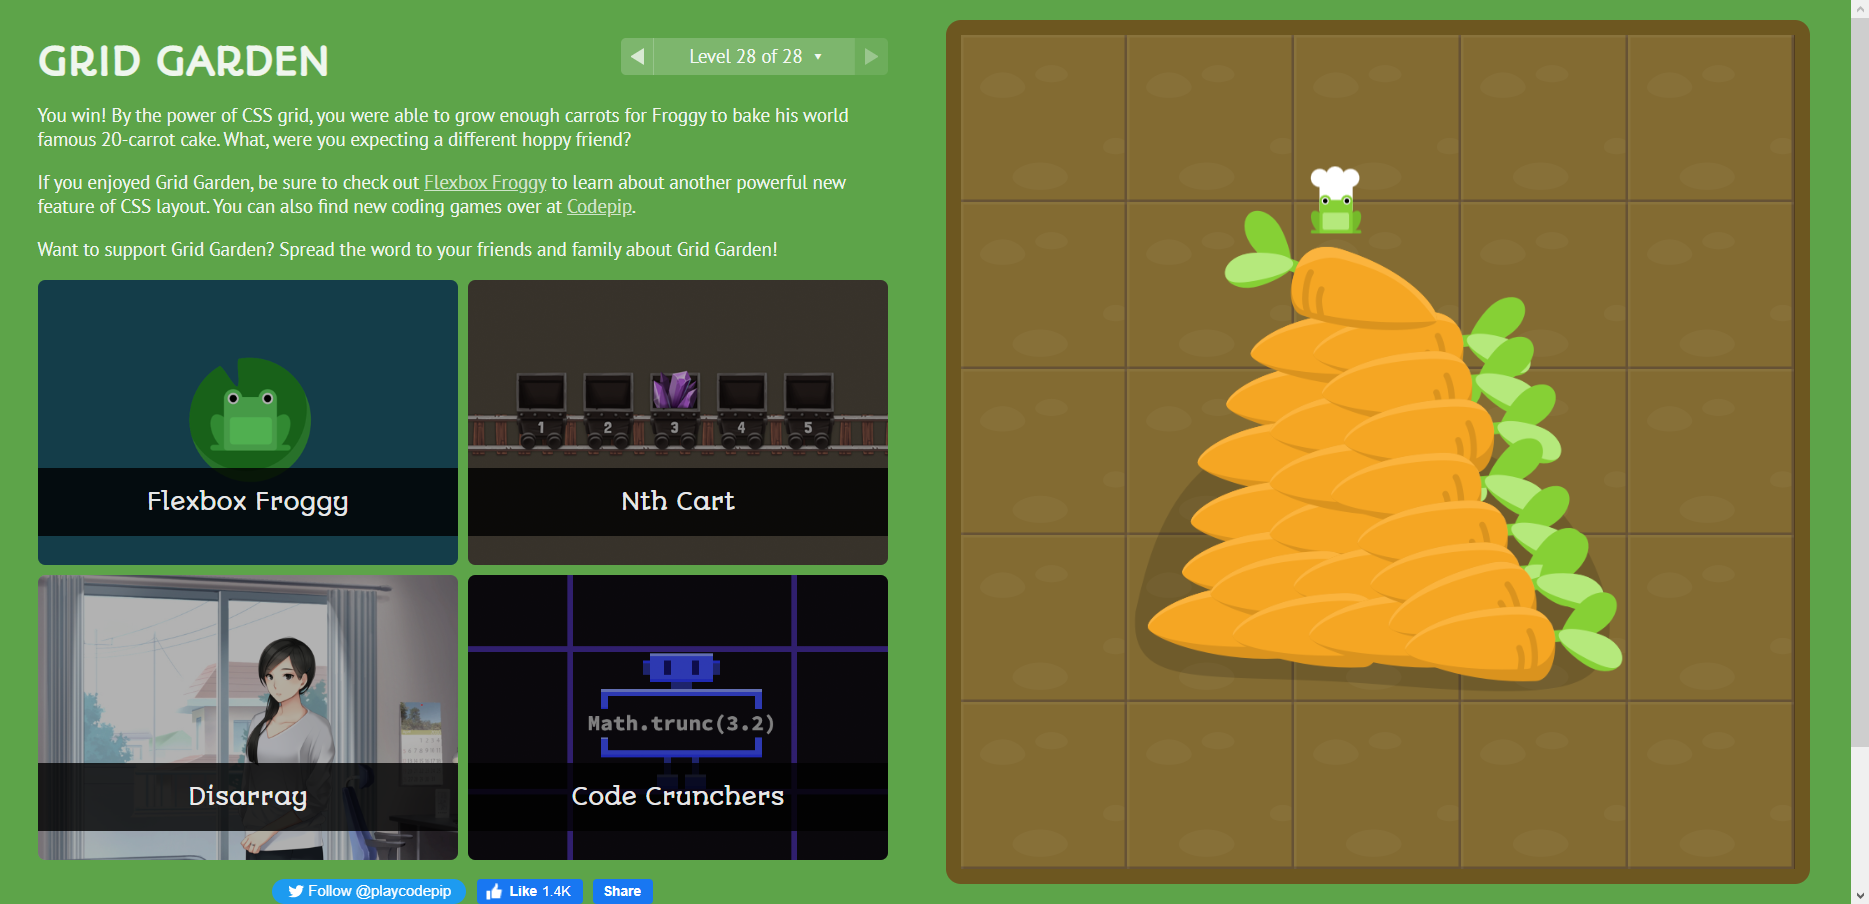 GRID GARDEN
Level 28 of 28
You win! By the power of CSS grid, you were able to grow enough carrots for Froggy to bake his world
famous 20-carrot cake. What, were you expecting a different hoppy friend?
If you enjoyed Grid Garden, be sure to check out Flexbox Froggy to learn about another powerful new
feature of CSS layout. You can also find new coding games over at Codepip.
Want to support Grid Garden? Spread the word to your friends and family about Grid Garden!
1 2 3 4 5
Flexbox Froggy
Nth Cart
Math.trunc(3.2)
Disarray
Code Crunchers
Follow @playcodepip
Like 1.4K
Share